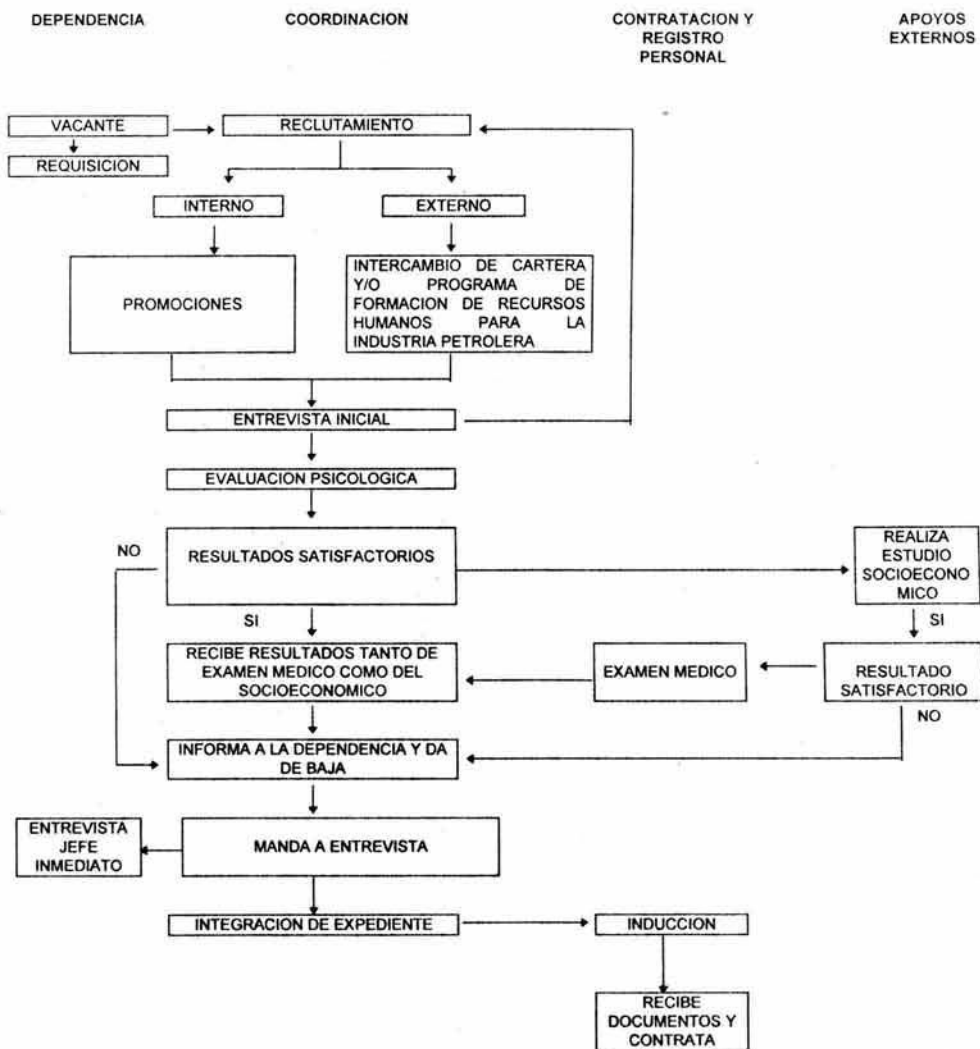 DEPENDENCIA
COORDINACION
CONTRATACION Y
REGISTRO
PERSONAL
APOYOS
EXTERNOS
VACANTE
RECLUTAMIENTO
REQUISICION
INTERNO
EXTERNO
PROMOCIONES
INTERCAMBIO DE CARTERA
Y/O PROGRAMA DE
FORMACION DE RECURSOS
HUMANOS PARA LA
INDUSTRIA PETROLERA
ENTREVISTA INICIAL
EVALUACION PSICOLOGICA
NO
RESULTADOS SATISFACTORIOS
REALIZA
ESTUDIO
SOCIOECONO
MICO
SI
SI
RECIBE RESULTADOS TANTO DE
EXAMEN MEDICO COMO DEL
SOCIOECONOMICO
EXAMEN MEDICO
RESULTADO
SATISFACTORIO
NO
INFORMA A LA DEPENDENCIA Y DA
DE BAJA
ENTREVISTA
JEFE
INMEDIATO
MANDA A ENTREVISTA
INTEGRACION DE EXPEDIENTE
INDUCCION
RECIBE
DOCUMENTOS Y
CONTRATA